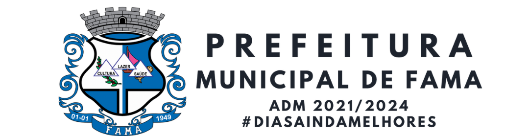 LAZER
CULTURA
SAÚDE
01-01
1949
FAMA
PREFEITURA
MUNICIPAL DE FAMA
ADM 2021/2024
#DIASAINDAMELHORES